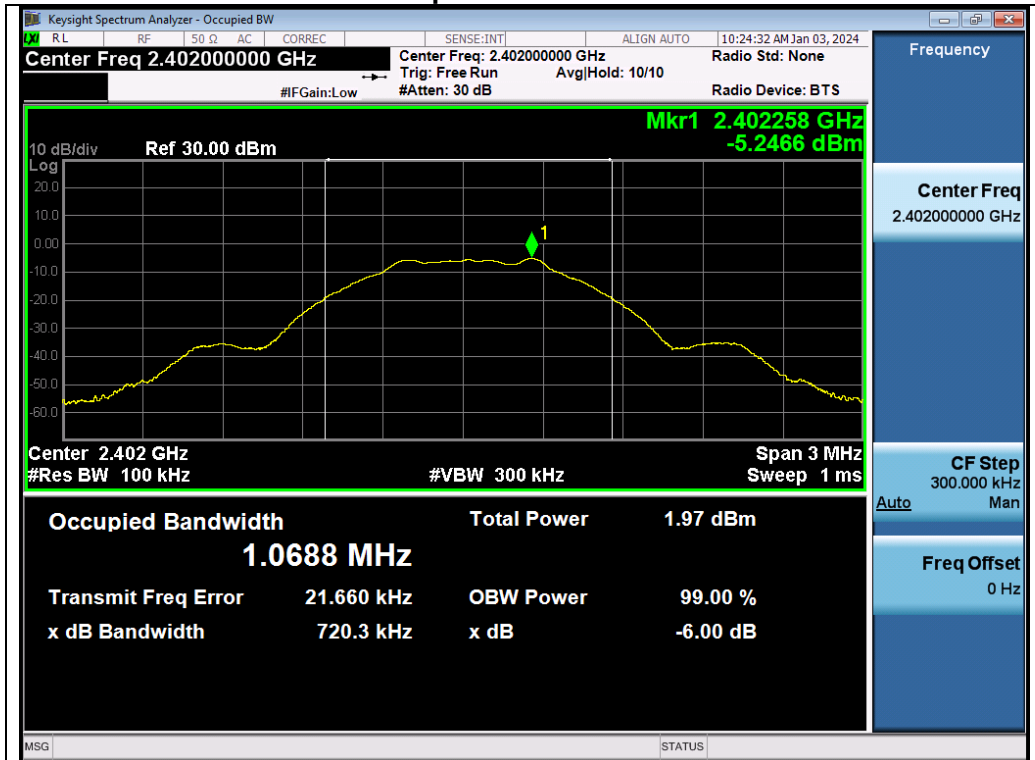 Keysight Spectrum Analyzer - Occupied BW
LXI RL RF 50 Ω AC CORREC SENSE:INT ALIGN AUTO 10:24:32 AM Jan 03, 2024
Center Freq 2.402000000 GHz
Center Freq: 2.402000000 GHz Radio Std: None
Trig: Free Run Avg|Hold: 10/10
#IFGain:Low #Atten: 30 dB Radio Device: BTS
Mkr1 2.402258 GHz
-5.2466 dBm
10 dB/div Ref 30.00 dBm
Log
20.0
10.0
0.00
1
-10.0
-20.0
-30.0
-40.0
-50.0
-60.0
Center 2.402 GHz Span 3 MHz
#Res BW 100 kHz #VBW 300 kHz Sweep 1 ms
Occupied Bandwidth Total Power 1.97 dBm
1.0688 MHz
Transmit Freq Error 21.660 kHz OBW Power 99.00 %
x dB Bandwidth 720.3 kHz x dB -6.00 dB
Frequency
Center Freq
2.402000000 GHz
CF Step
300.000 kHz
Auto Man
Freq Offset
0 Hz
MSG STATUS